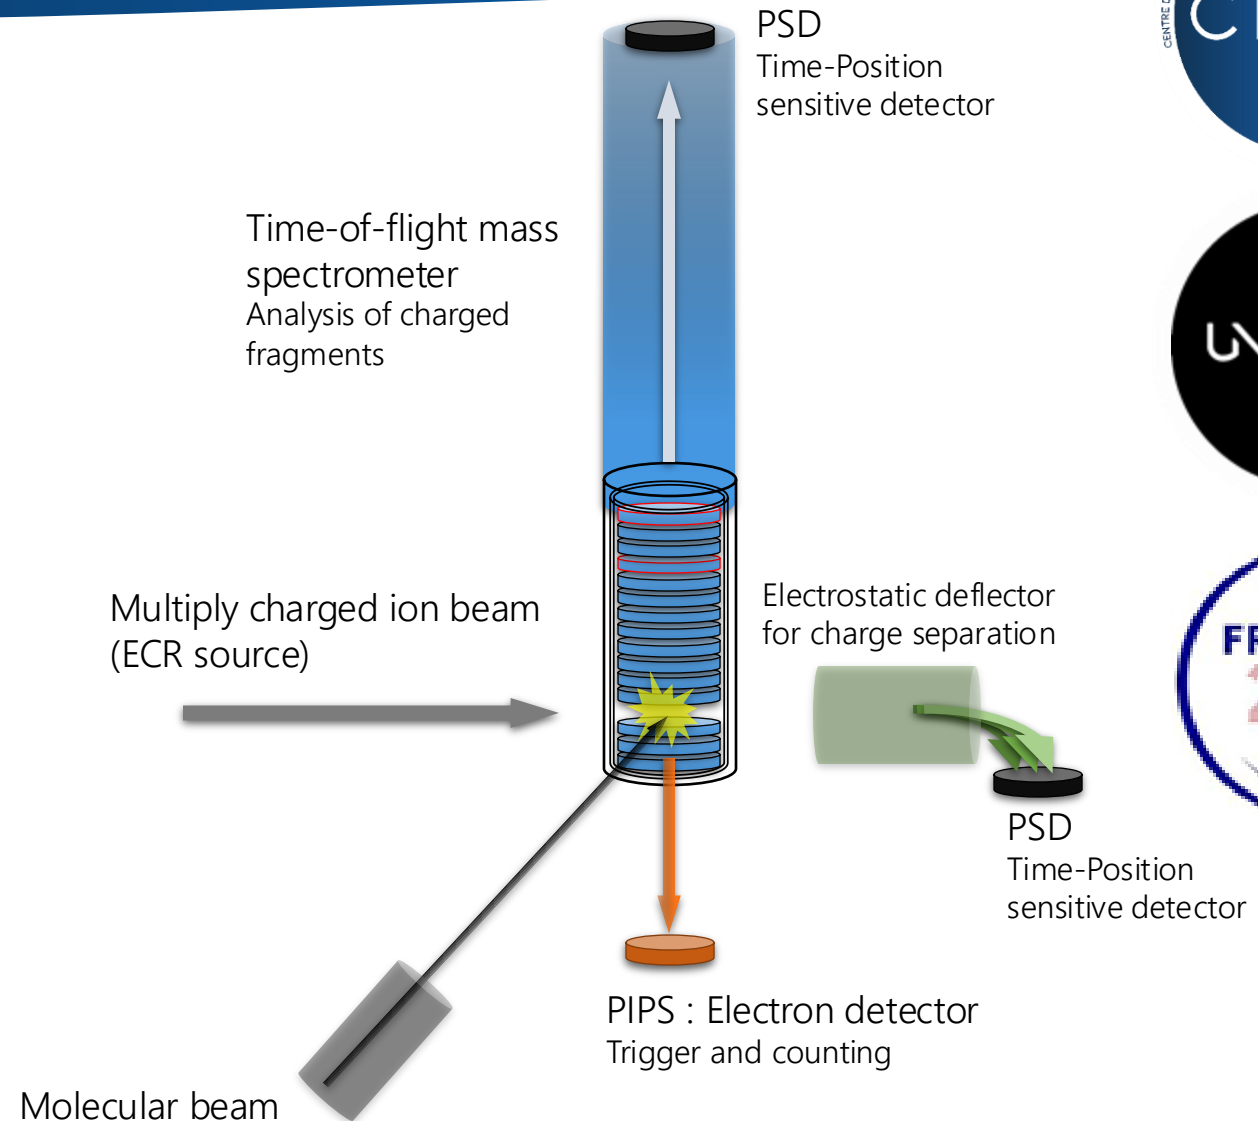 PSD
Time-Position
sensitive detector
Time-of-flight mass
spectrometer
Analysis of charged
fragments
Multiply charged ion beam
(ECR source)
Electrostatic deflector
for charge separation
PSD
Time-Position
sensitive detector
PIPS : Electron detector
Trigger and counting
Molecular beam
CENTRE